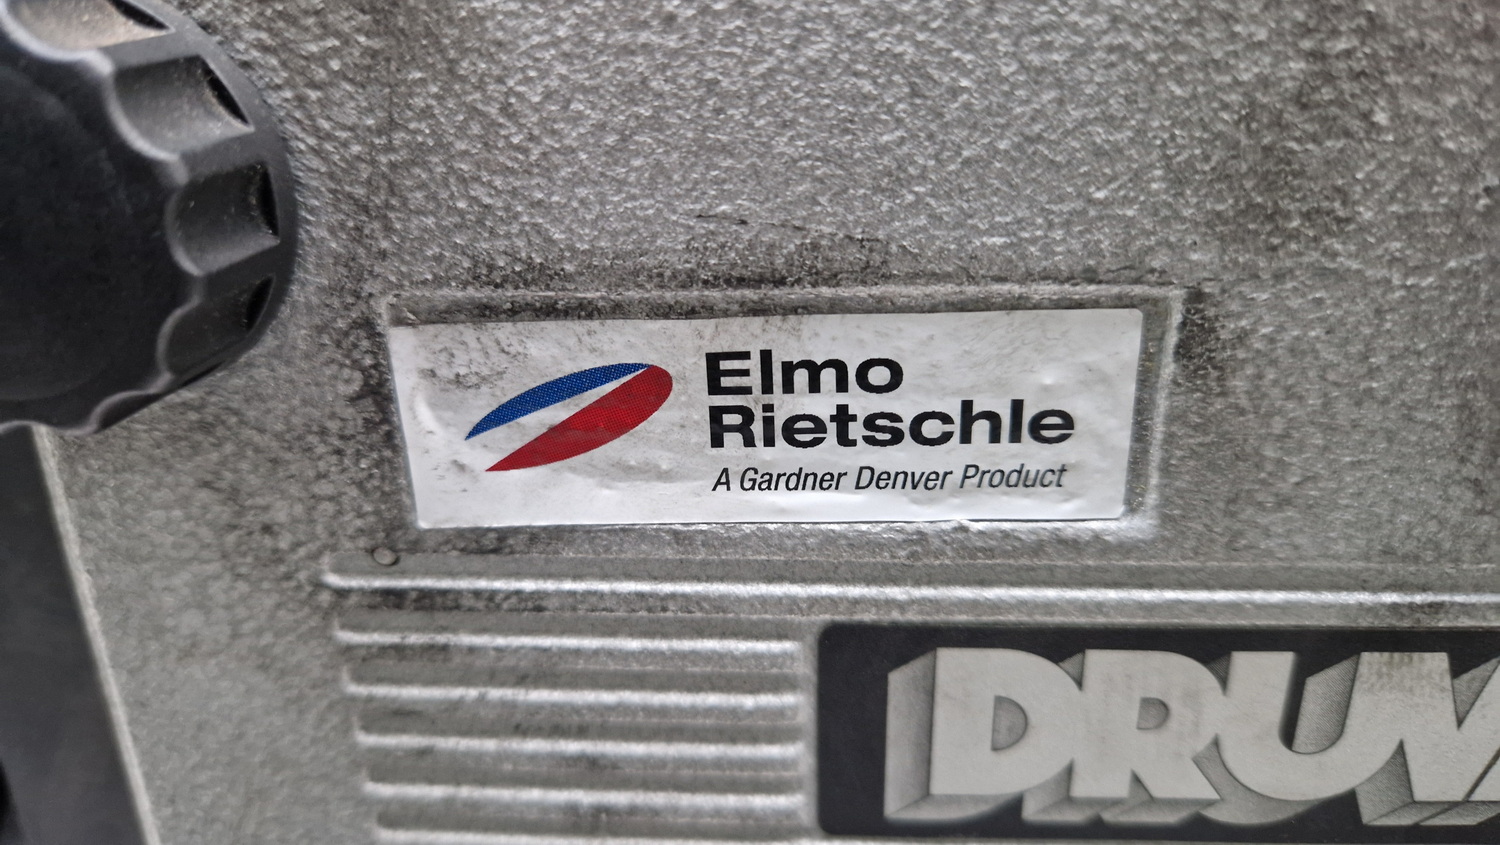 Elmo
Rietschle
A Gardner Denver Product